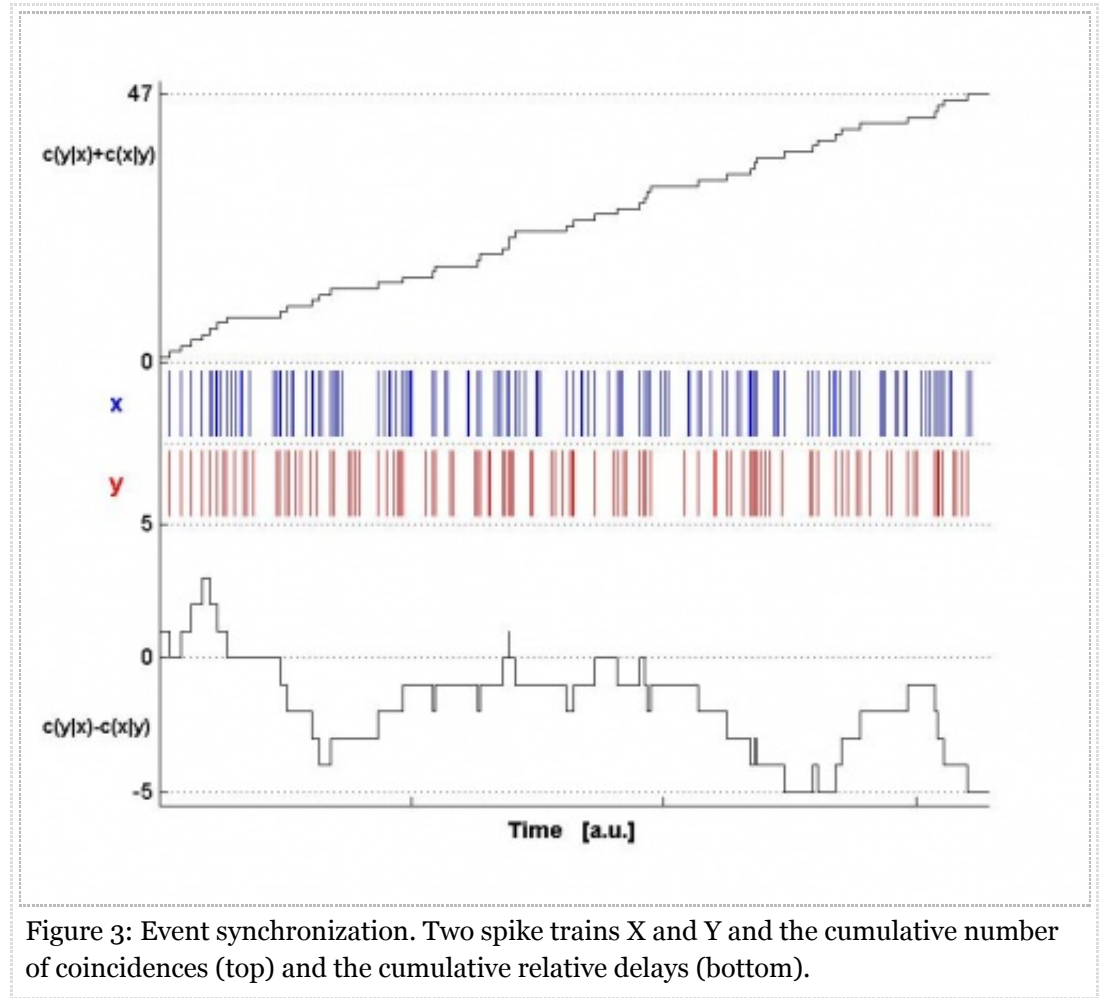 47
c(y|x)+c(x|y)
0
x
y
5
0
c(y|x)-c(x|y)
-5
Time [a.u.]
Figure 3: Event synchronization. Two spike trains X and Y and the cumulative number
of coincidences (top) and the cumulative relative delays (bottom).